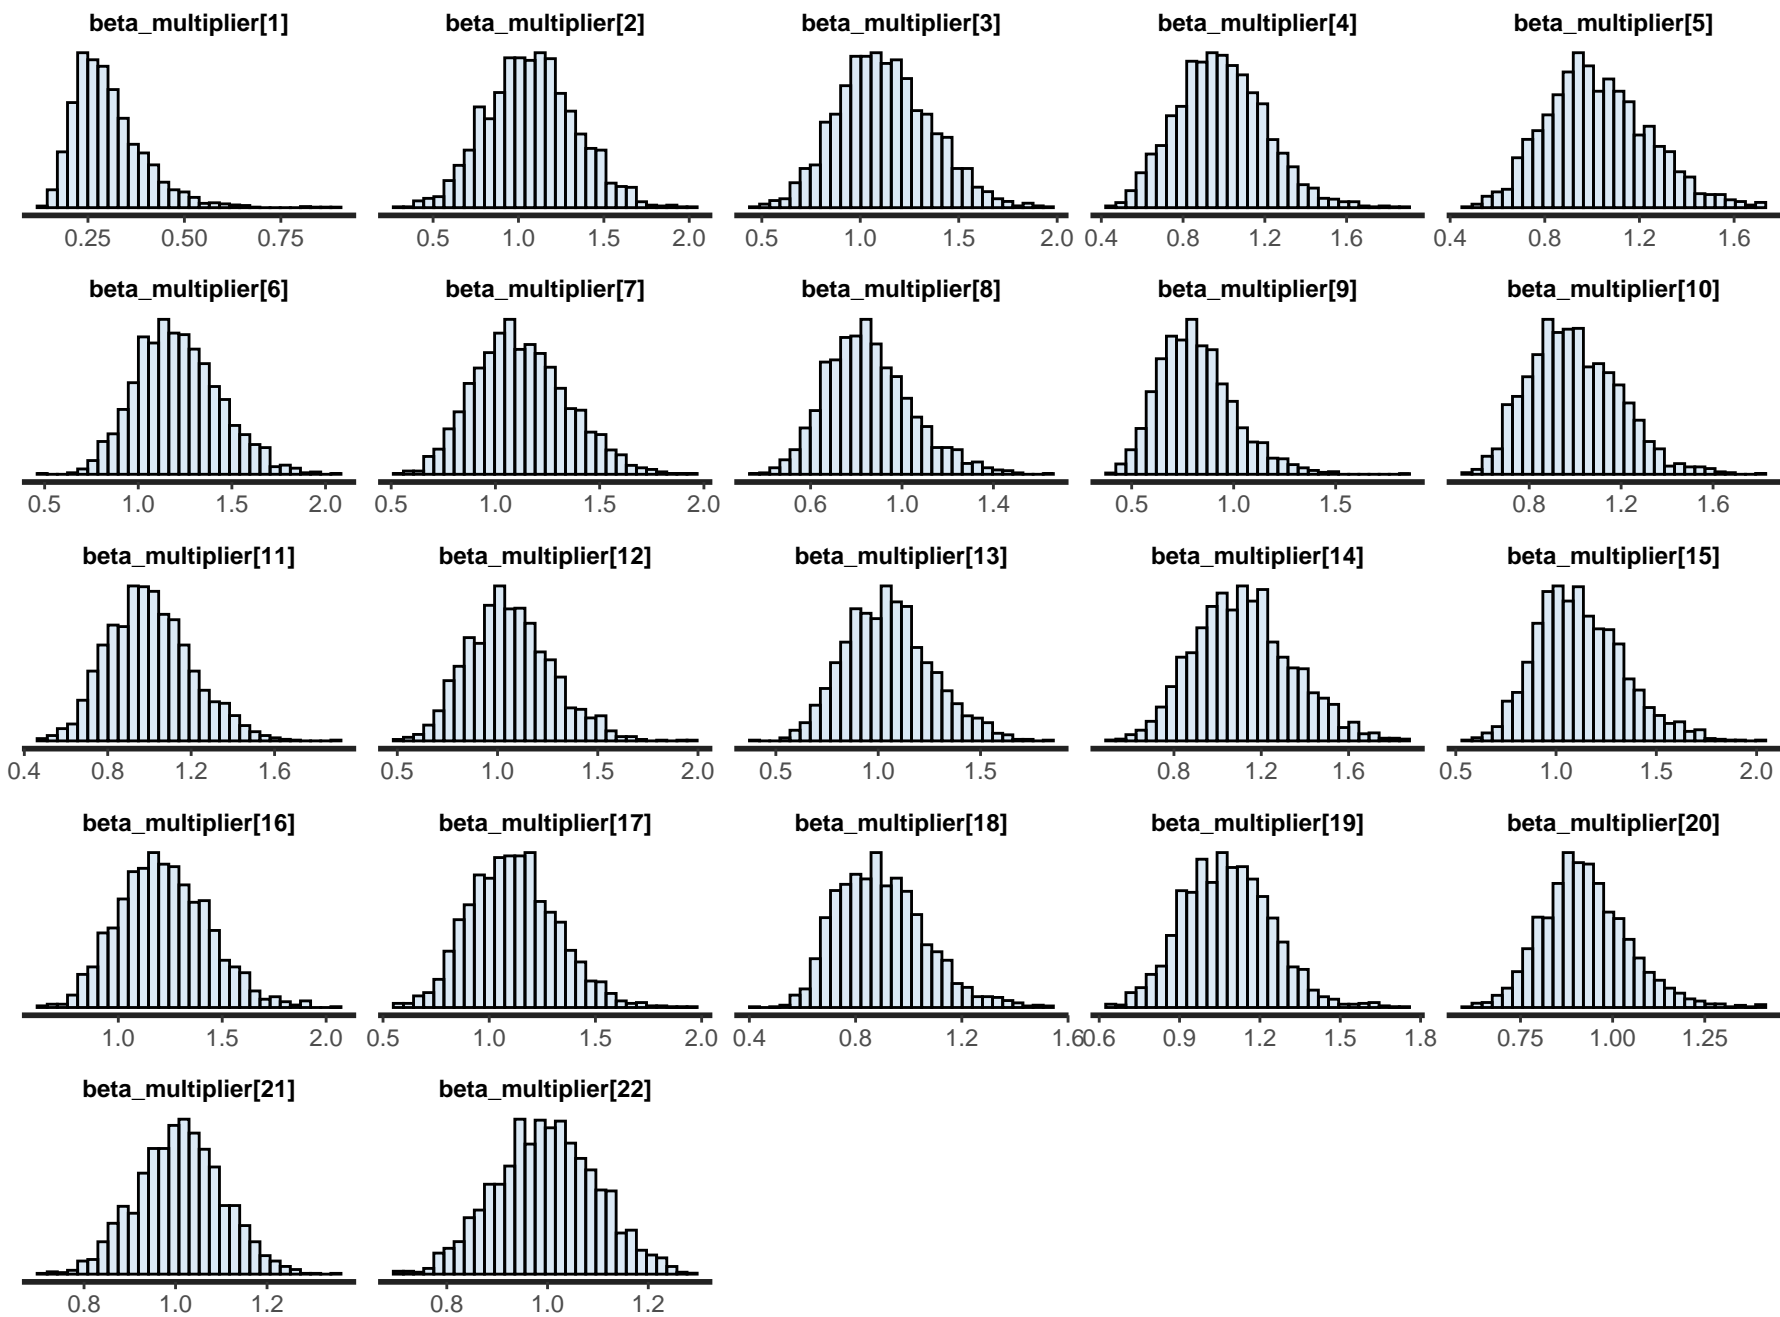 beta_multiplier[1] beta_multiplier[2] beta_multiplier[3] beta_multiplier[4] beta_multiplier[5]
0.25 0.50 0.75 0.5 1.0 1.5 2.0 0.5 1.0 1.5 2.0 0.4 0.8 1.2 1.6 0.4 0.8 1.2 1.6
beta_multiplier[6] beta_multiplier[7] beta_multiplier[8] beta_multiplier[9] beta_multiplier[10]
0.5 1.0 1.5 2.0 0.5 1.0 1.5 2.0 0.6 1.0 1.4 0.5 1.0 1.5 0.8 1.2 1.6
beta_multiplier[11] beta_multiplier[12] beta_multiplier[13] beta_multiplier[14] beta_multiplier[15]
0.4 0.8 1.2 1.6 0.5 1.0 1.5 2.0 0.5 1.0 1.5 0.8 1.2 1.6 0.5 1.0 1.5 2.0
beta_multiplier[16] beta_multiplier[17] beta_multiplier[18] beta_multiplier[19] beta_multiplier[20]
1.0 1.5 2.0 0.5 1.0 1.5 2.0 0.4 0.8 1.2 1.6 0.6 0.9 1.2 1.5 1.8 0.75 1.00 1.25
beta_multiplier[21] beta_multiplier[22]
0.8 1.0 1.2 0.8 1.0 1.2